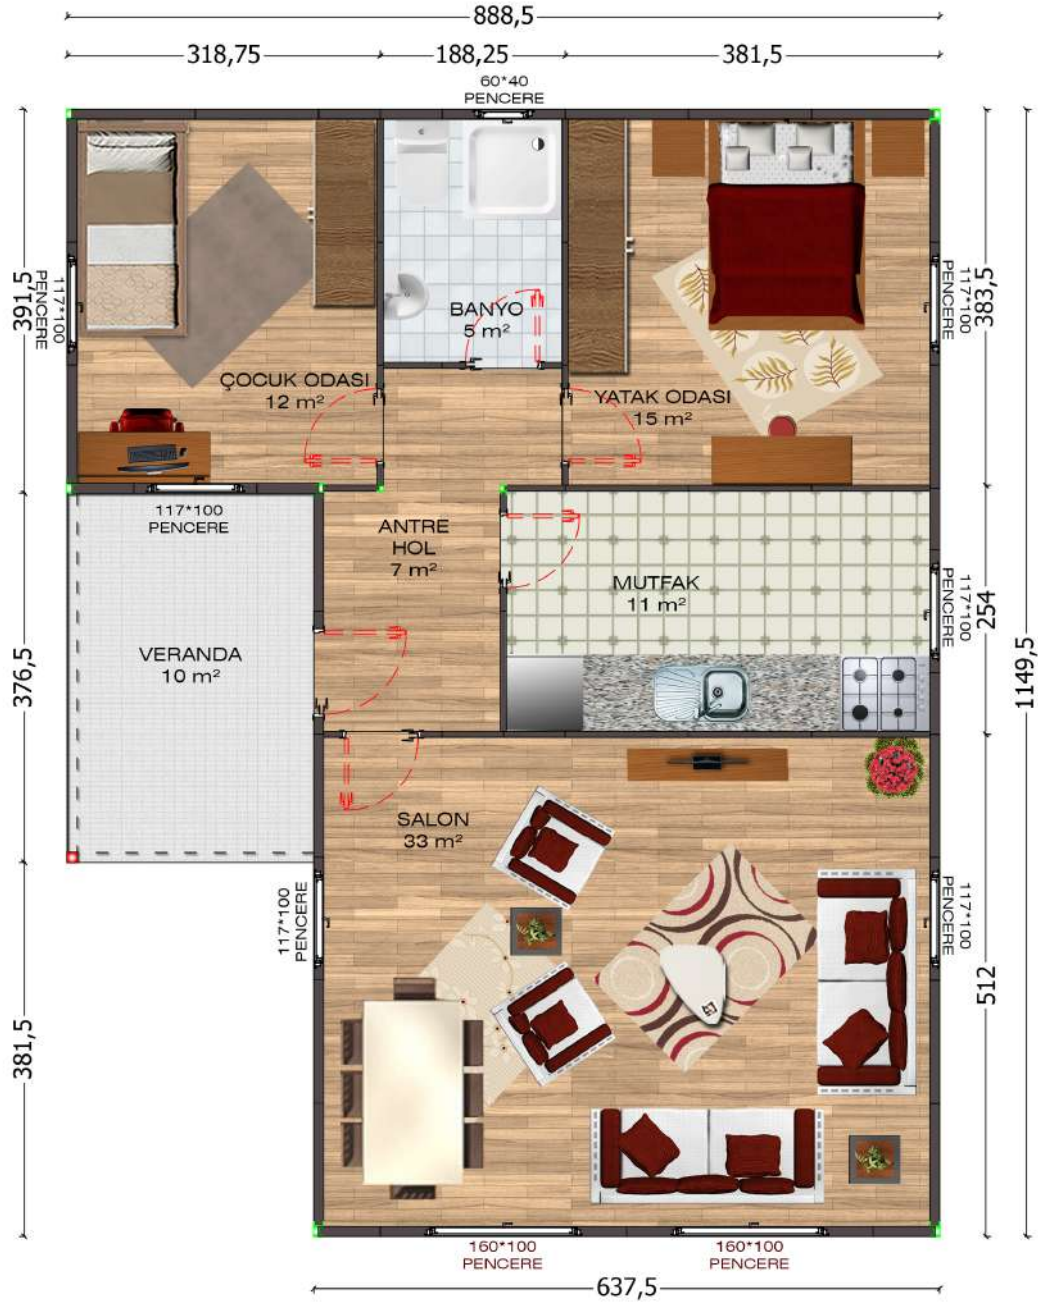 888,5
318,75
188,25
381,5
60*40
PENCERE
391,5
117*100
PENCERE
BANYO
5 m²
117*100
PENCERE
383,5
ÇOCUK ODASI
12 m²
YATAK ODASI
15 m²
117*100
PENCERE
ANTRE
HOL
7 m²
MUTFAK
11 m²
117*100
PENCERE
254
1149,5
376,5
VERANDA
10 m²
SALON
33 m²
117*100
PENCERE
117*100
PENCERE
512
381,5
160*100
PENCERE
160*100
PENCERE
637,5